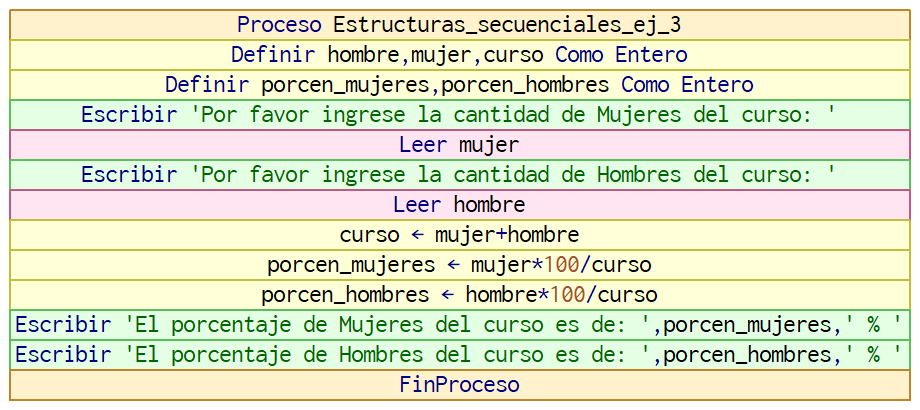 Proceso Estructuras_secuenciales_ej_3
Definir hombre,mujer,curso Como Entero
Definir porcen_mujeres,porcen_hombres Como Entero
Escribir 'Por favor ingrese la cantidad de Mujeres del curso: '
Leer mujer
Escribir 'Por favor ingrese la cantidad de Hombres del curso: '
Leer hombre
curso ← mujer+hombre
porcen_mujeres ← mujer*100/curso
porcen_hombres ← hombre*100/curso
Escribir 'El porcentaje de Mujeres del curso es de: ',porcen_mujeres,' % '
Escribir 'El porcentaje de Hombres del curso es de: ',porcen_hombres,' % '
FinProceso